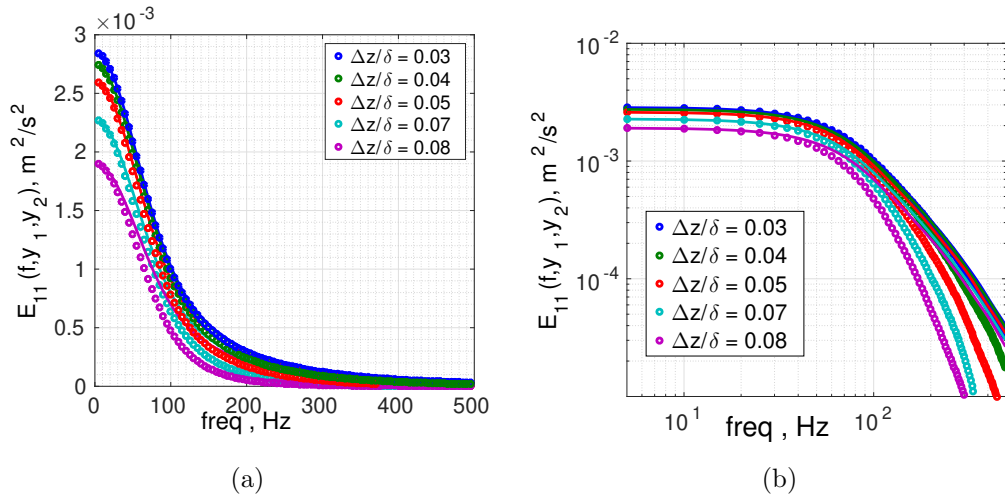 ×10⁻³
3
2.5
2
1.5
1
0.5
0
E₁₁ (f,y₁,y₂), m²/s²
Δz/δ = 0.03
Δz/δ = 0.04
Δz/δ = 0.05
Δz/δ = 0.07
Δz/δ = 0.08
0 100 200 300 400 500
freq , Hz
(a)
10⁻²
10⁻³
10⁻⁴
E₁₁ (f,y₁,y₂), m²/s²
Δz/δ = 0.03
Δz/δ = 0.04
Δz/δ = 0.05
Δz/δ = 0.07
Δz/δ = 0.08
10¹ 10²
freq , Hz
(b)